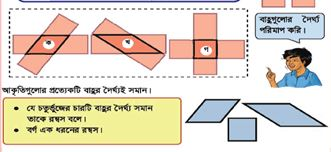 ক
খ
গ
বাহুগুলোর দৈর্ঘ্য
পরিমাপ করি।
আকৃতিগুলোর প্রত্যেকটি বাহুর দৈর্ঘ্যই সমান।
যে চতুর্ভুজের চারটি বাহুর দৈর্ঘ্য সমান
তাকে রম্বস বলে।
বর্গ এক ধরনের রম্বস।